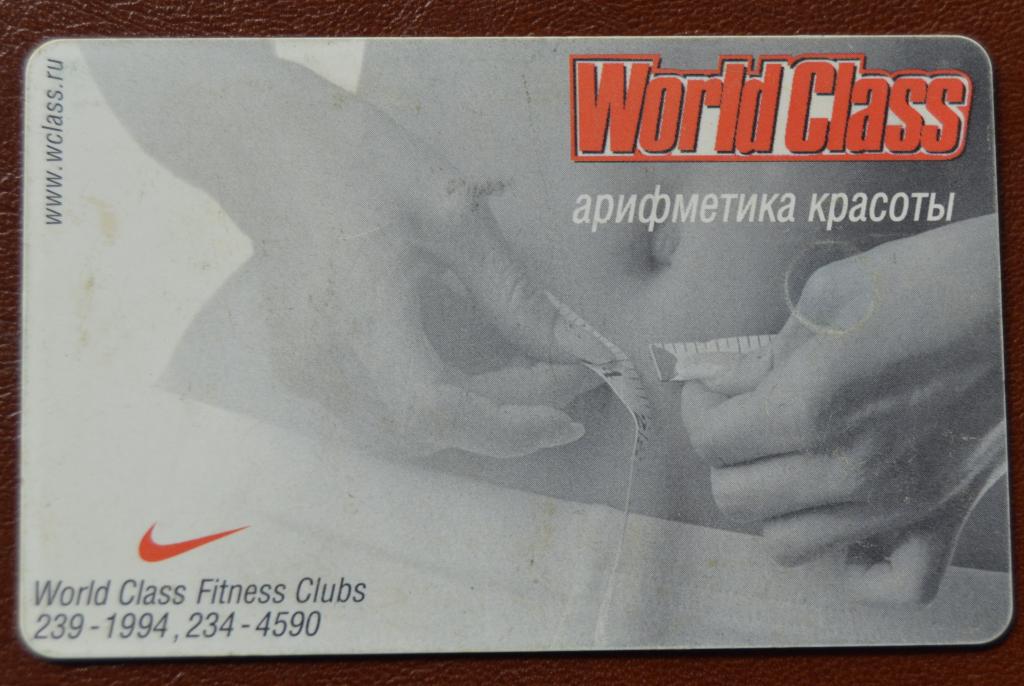 www.wclass.ru
World Class
арифметика красоты
World Class Fitness Clubs
239-1994, 234-4590